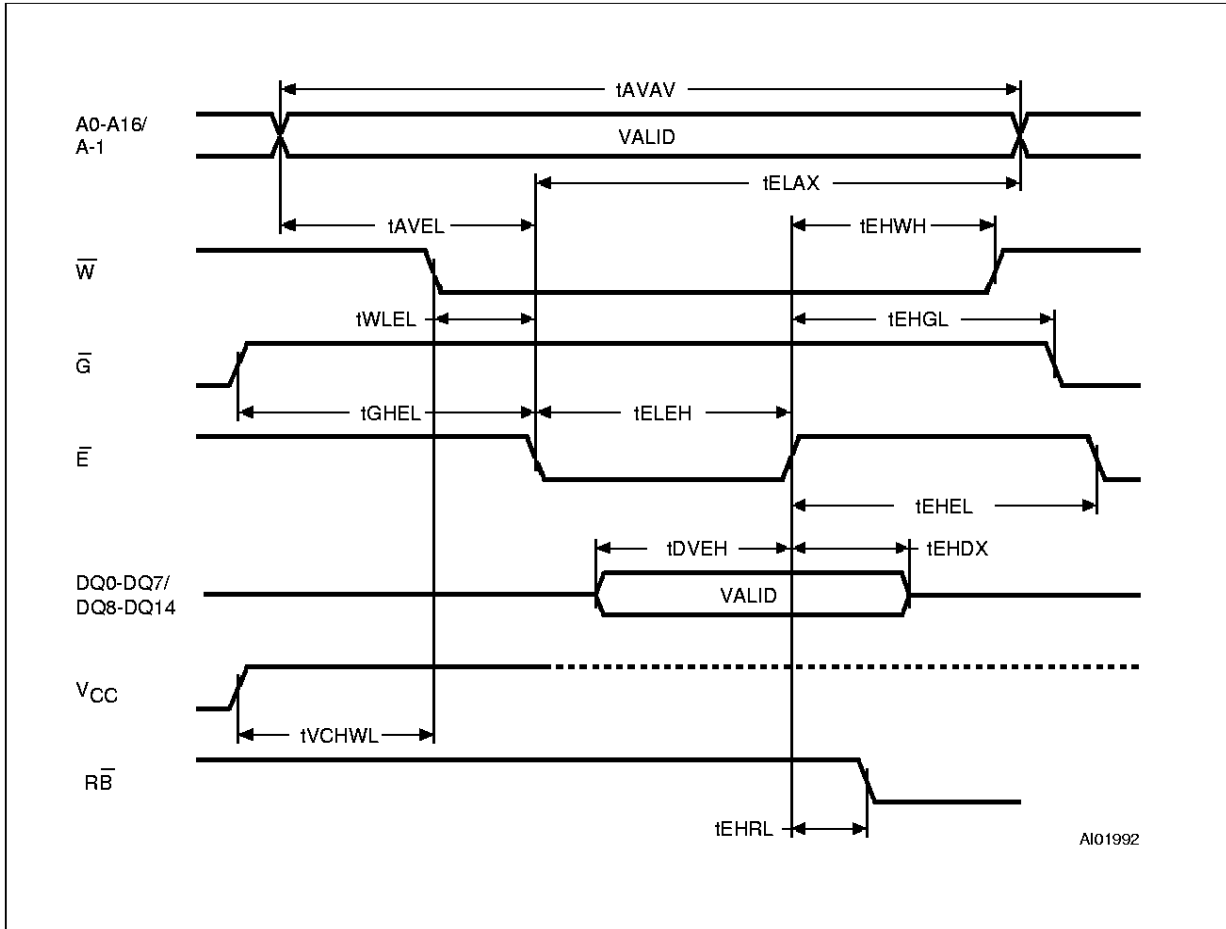 tAVAV
A0-A16/
A-1
VALID
tELAX
tAVEL
tEHWH
W̅
tWLEL
tEHGL
G̅
tGHEL
tELEH
E̅
tEHEL
tDVEH
tEHDX
DQ0-DQ7/
DQ8-DQ14
VALID
VCC
tVCHWL
RB̅
tEHRL
AI01992